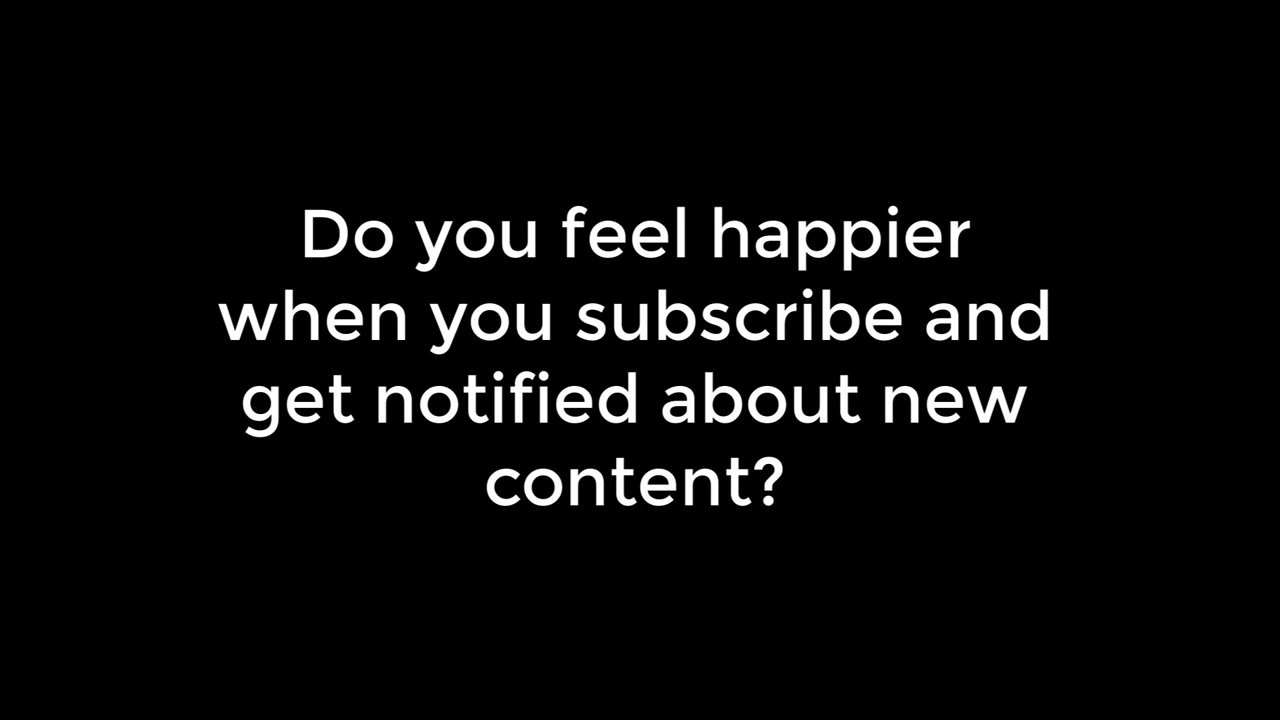 Do you feel happier
when you subscribe and
get notified about new
content?